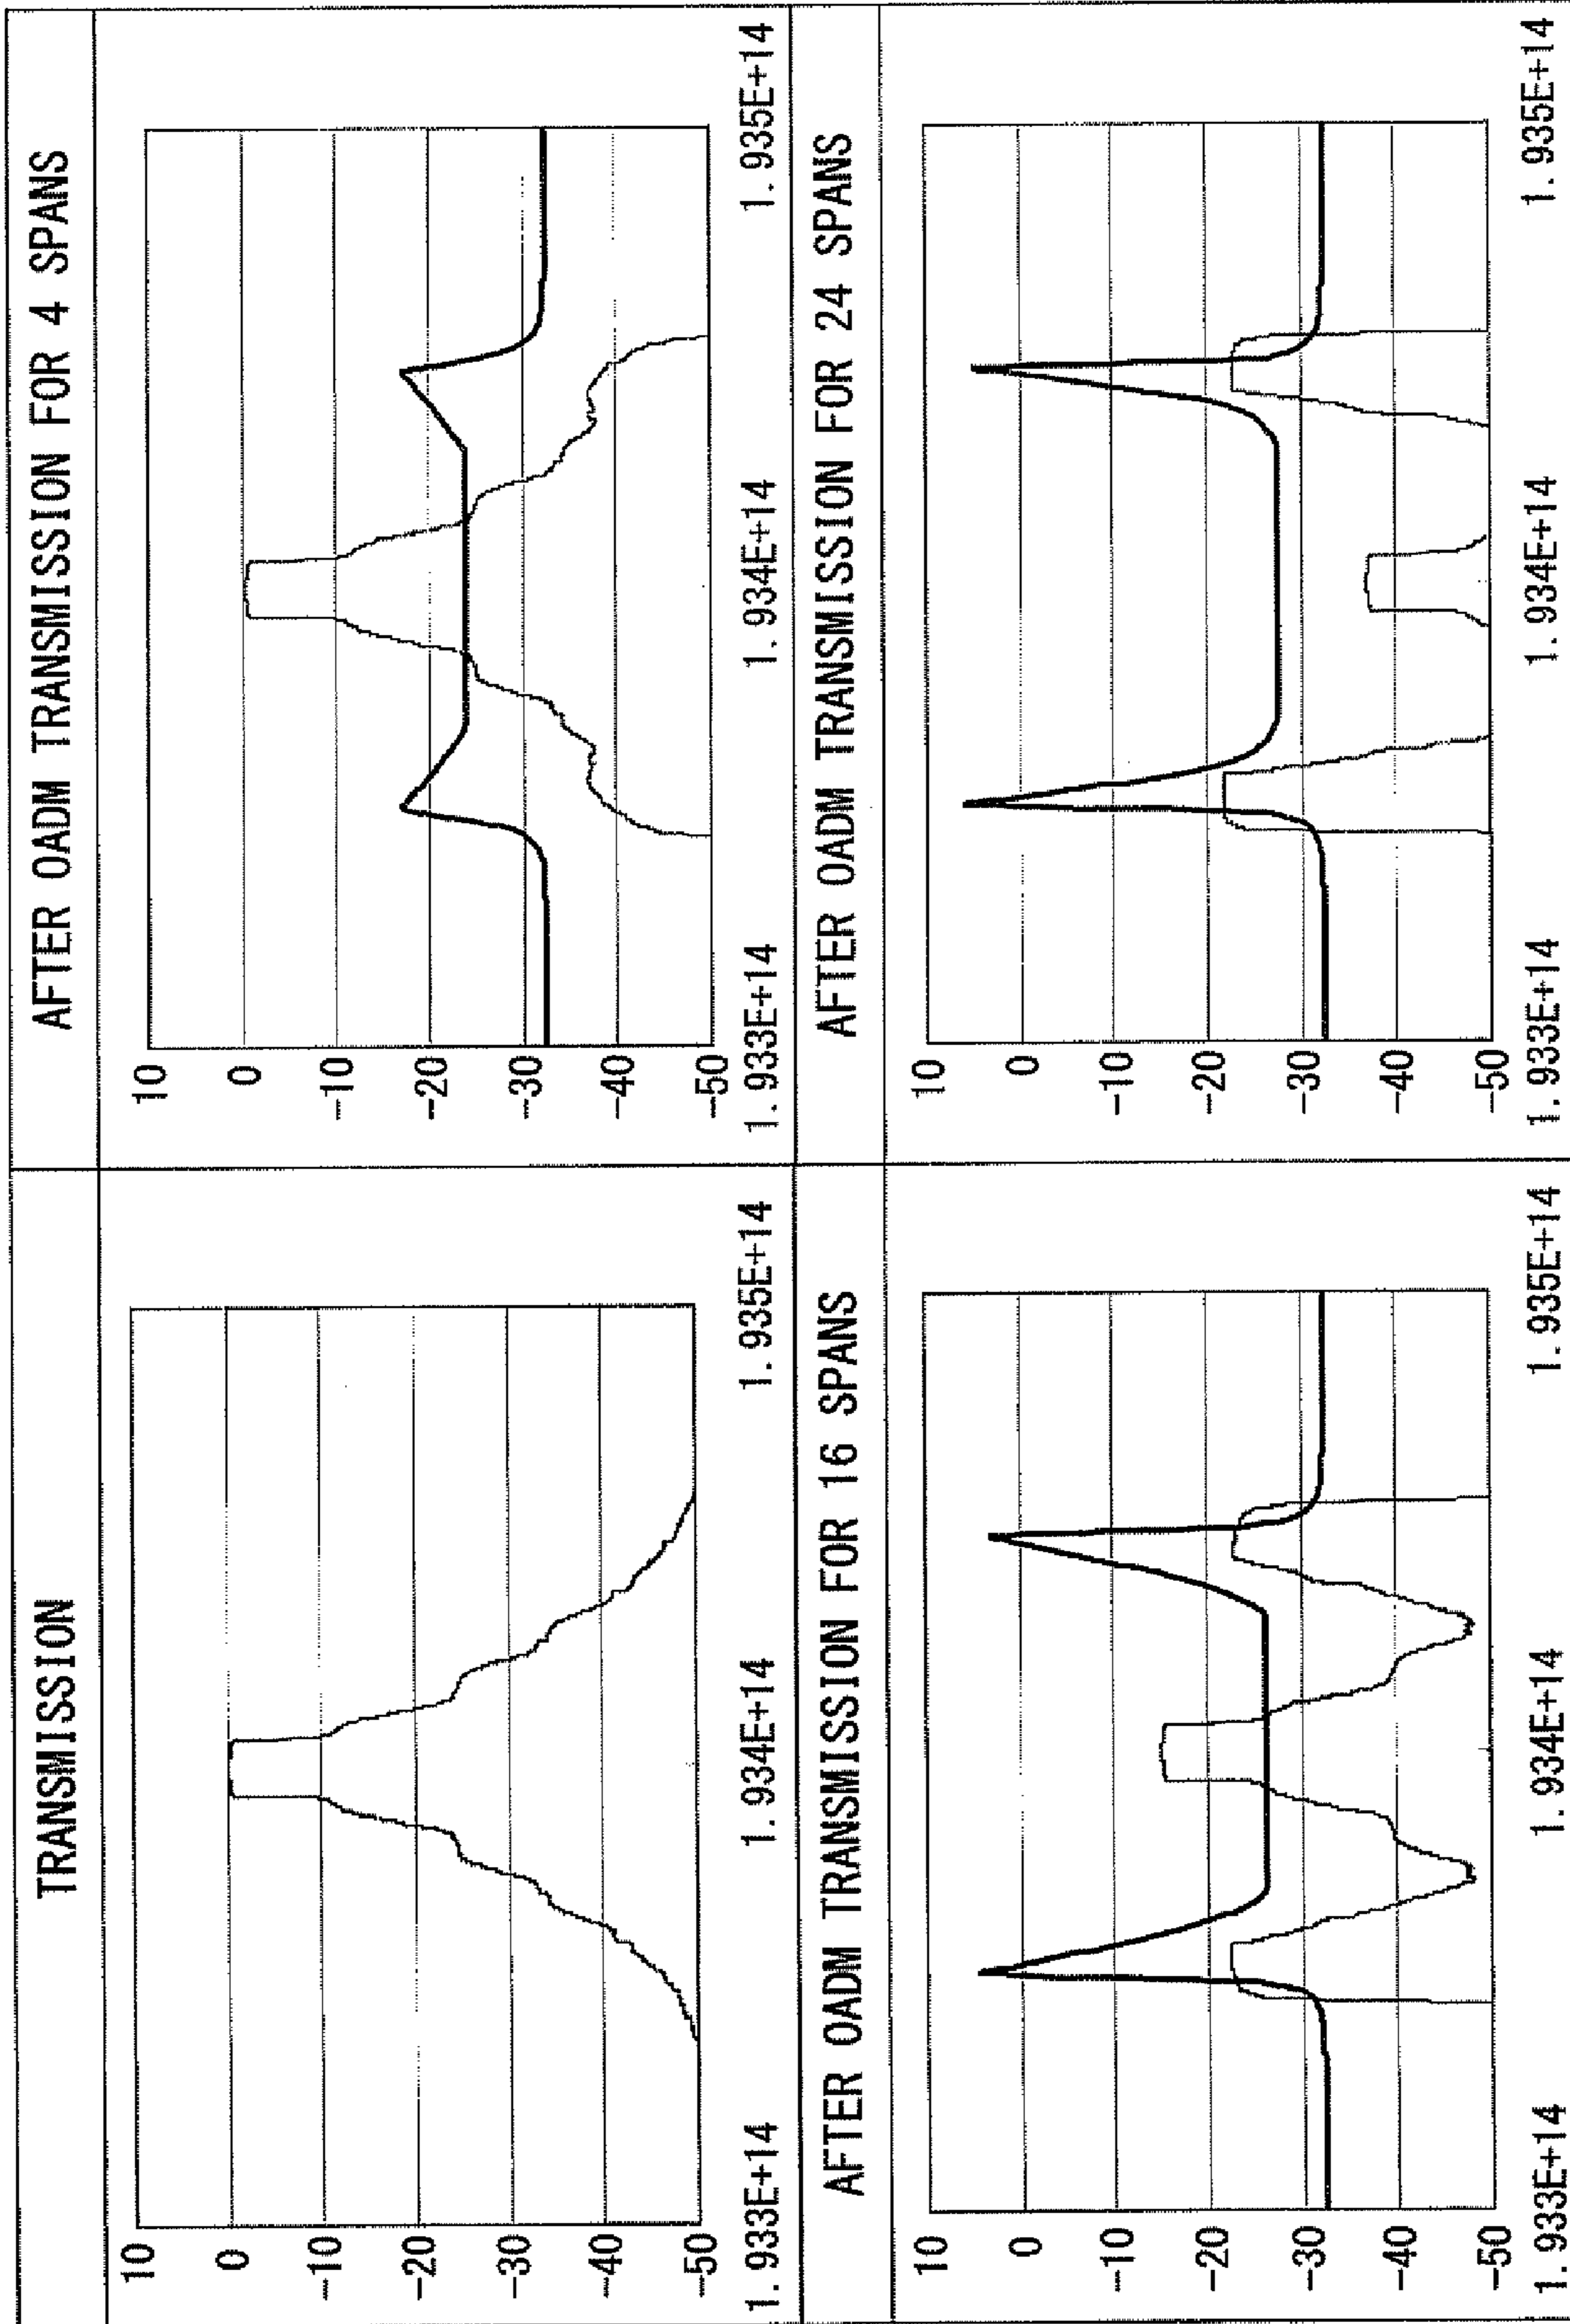 TRANSMISSION
10
0
-10
-20
-30
-40
-50
1. 933E+14
1. 934E+14
1. 935E+14
AFTER OADM TRANSMISSION FOR 4 SPANS
10
0
-10
-20
-30
-40
-50
1. 933E+14
1. 934E+14
1. 935E+14
AFTER OADM TRANSMISSION FOR 16 SPANS
10
0
-10
-20
-30
-40
-50
1. 933E+14
1. 934E+14
1. 935E+14
AFTER OADM TRANSMISSION FOR 24 SPANS
10
0
-10
-20
-30
-40
-50
1. 933E+14
1. 934E+14
1. 935E+14